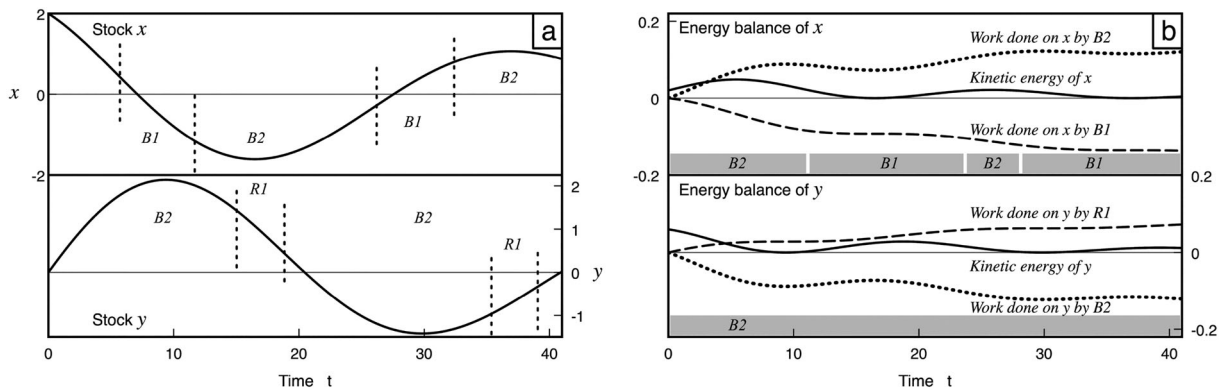 2
Stock x
a
x
0
B1
B2
B1
B2
-2
R1
2
B2
B2
1
R1
0
y
Stock y
-1
0
10
20
30
40
Time t
0.2
Energy balance of x
Work done on x by B2
b
Kinetic energy of x
0
Work done on x by B1
B2
B1
B2
B1
-0.2
0.2
Energy balance of y
Work done on y by R1
0
Kinetic energy of y
Work done on y by B2
B2
-0.2
0
10
20
30
40
Time t